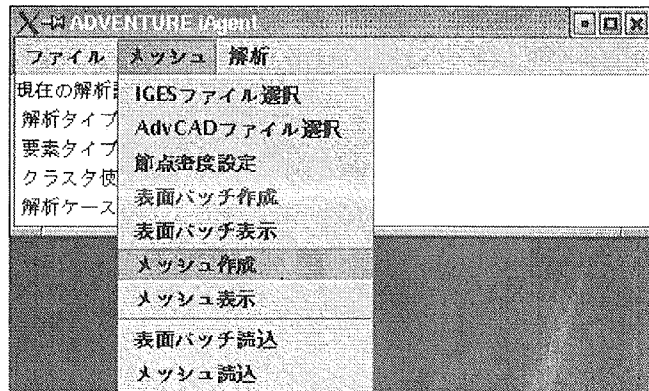 ADVENTURE iAgent
ファイル メッシュ 解析
現在の解析
解析タイプ
要素タイプ
クラスタ使
解析ケース
IGESファイル選択
AdvCADファイル選択
節点密度設定
表面パッチ作成
表面パッチ表示
メッシュ作成
メッシュ表示
表面パッチ読込
メッシュ読込